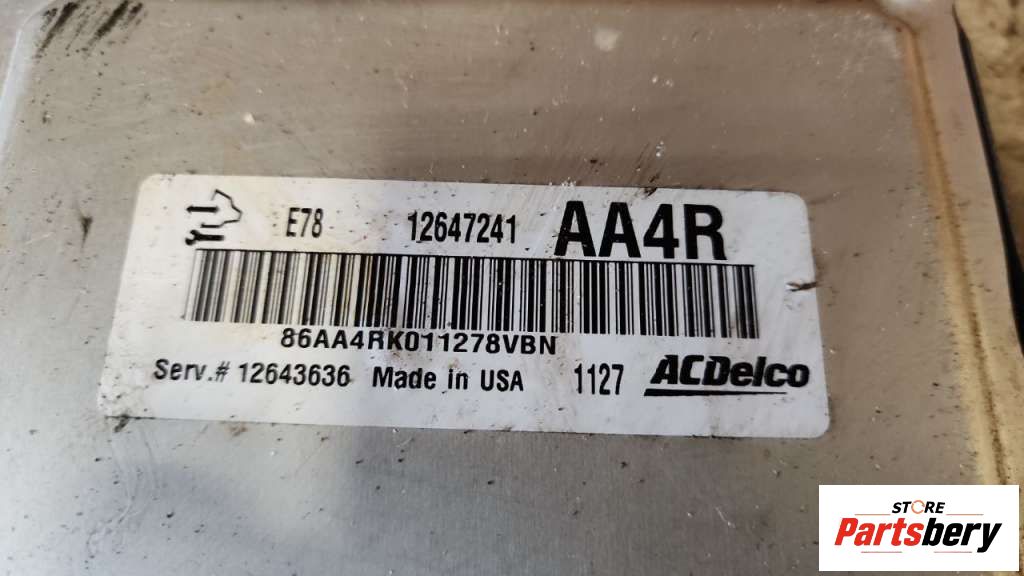 E78 12647241 AA4R
86AA4RK011278VBN
Serv.# 12643636 Made in USA 1127 ACDelco
STORE
Partsbery